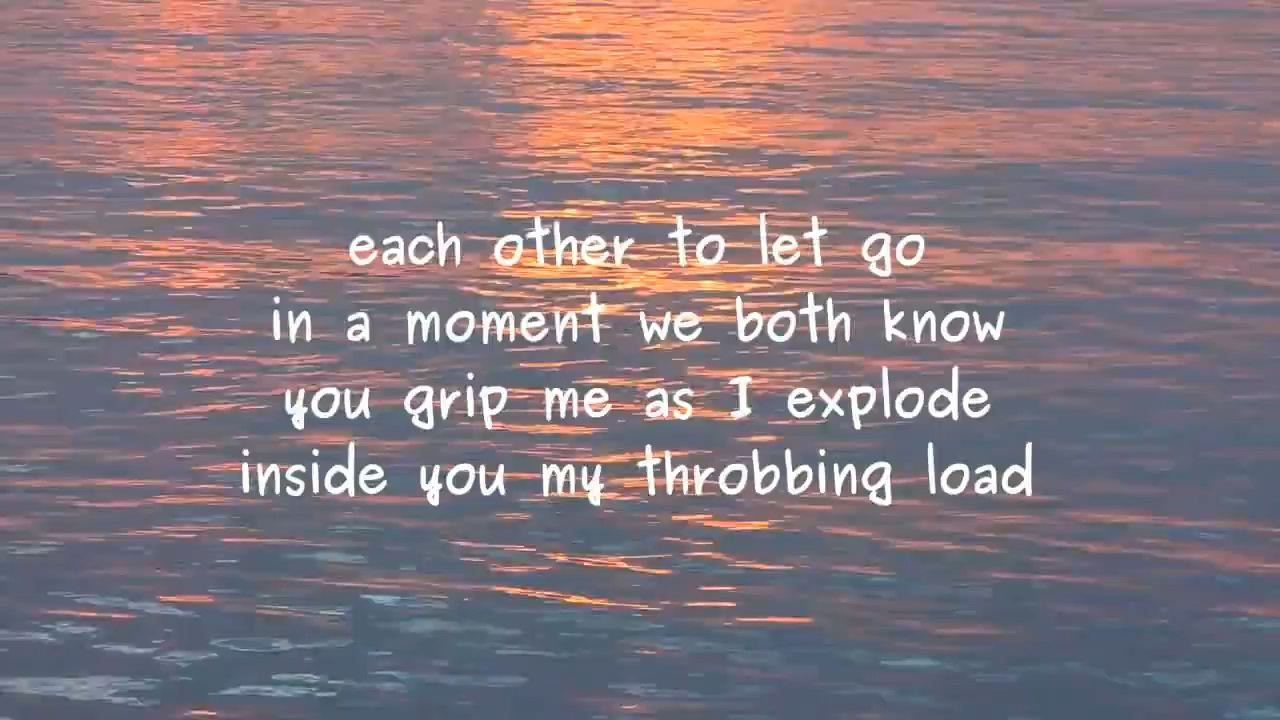 each other to let go
in a moment we both know
you grip me as I explode
inside you my throbbing load